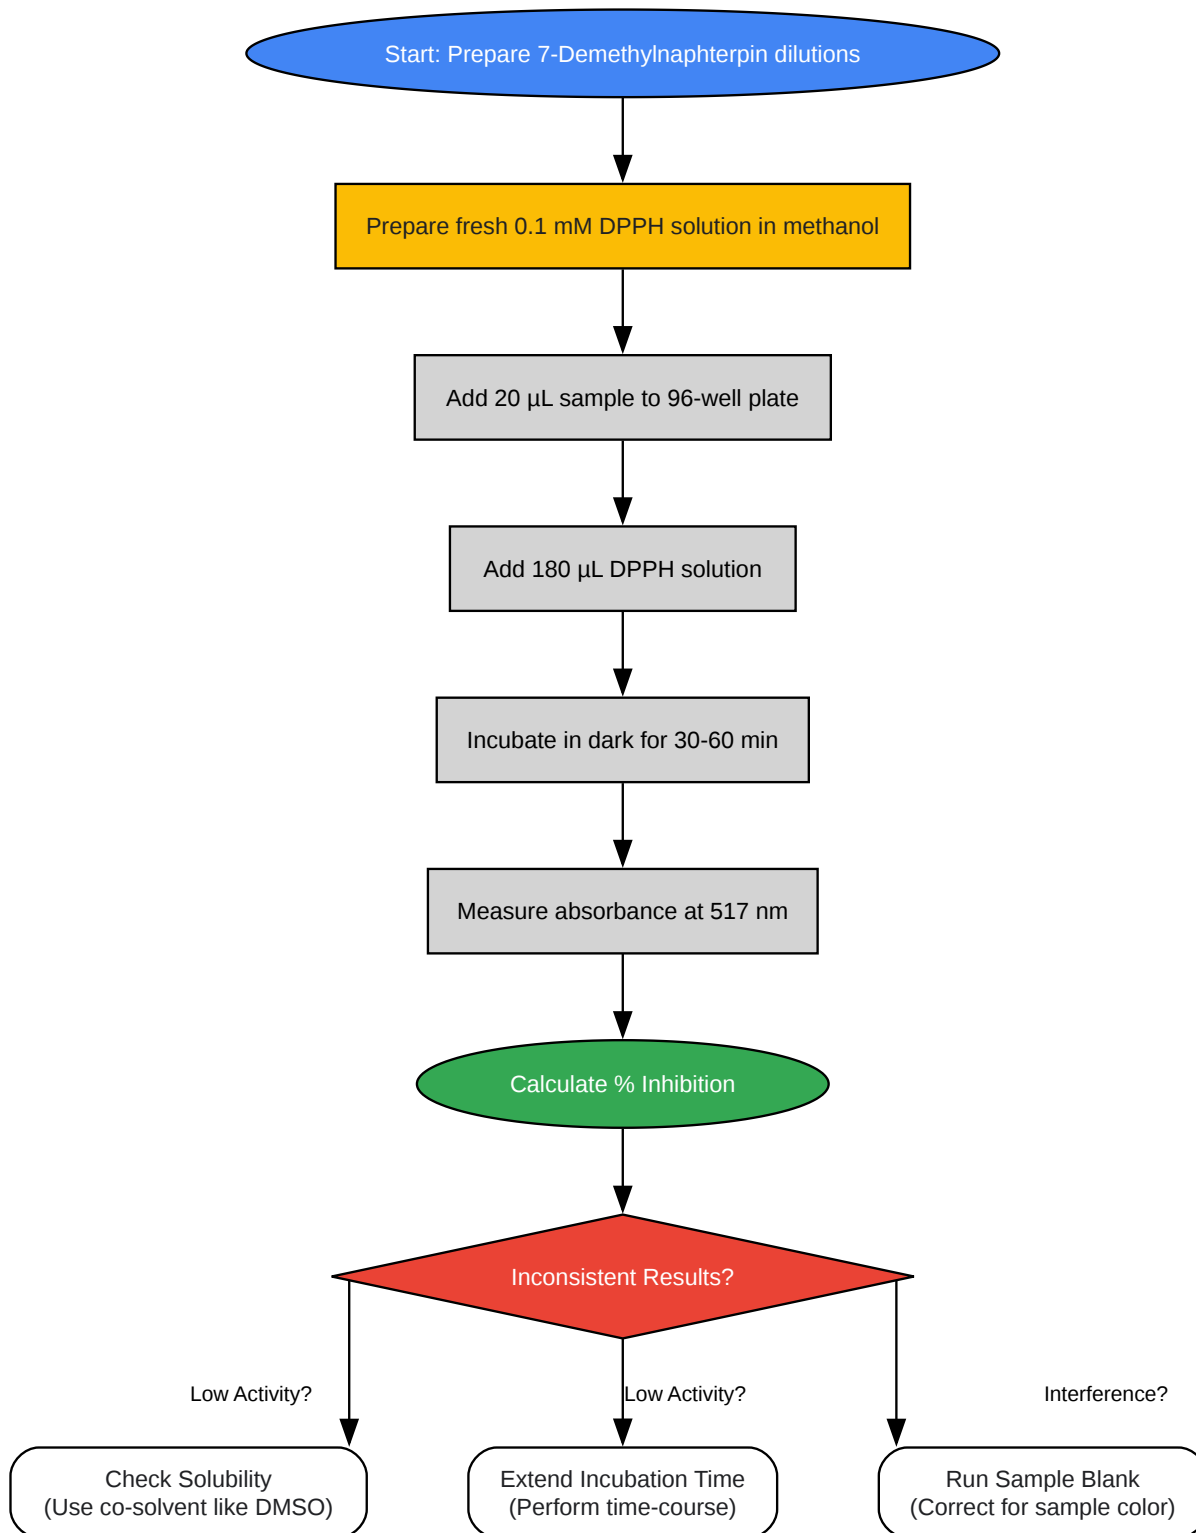 Start: Prepare 7-Demethylnaphterpin dilutions
Prepare fresh 0.1 mM DPPH solution in methanol
Add 20 µL sample to 96-well plate
Add 180 µL DPPH solution
Incubate in dark for 30-60 min
Measure absorbance at 517 nm
Calculate % Inhibition
Inconsistent Results?
Low Activity?
Low Activity?
Interference?
Check Solubility
(Use co-solvent like DMSO)
Extend Incubation Time
(Perform time-course)
Run Sample Blank
(Correct for sample color)